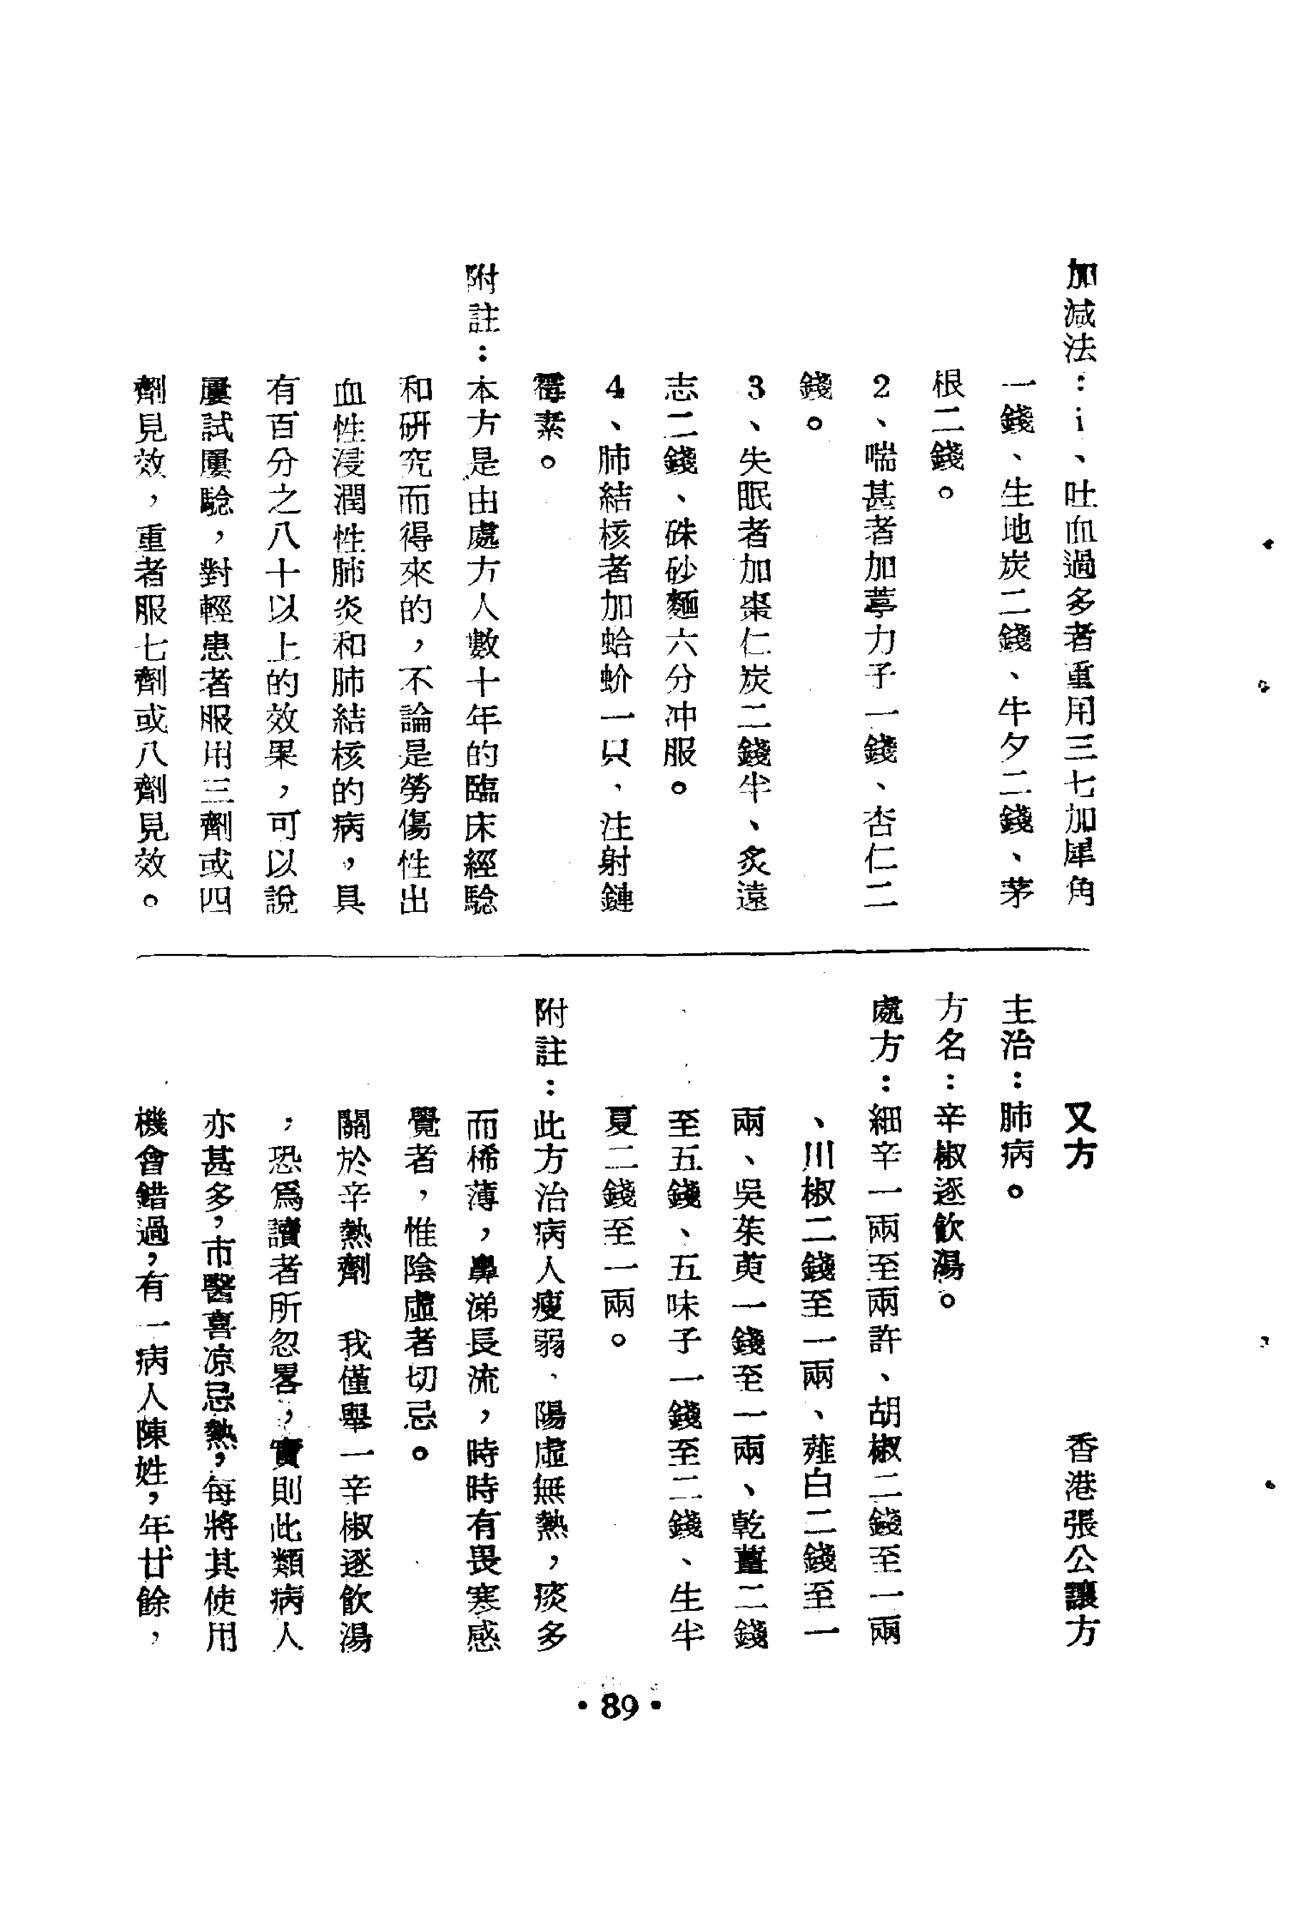 加減法：1、吐血過多者重用三七加犀角
一錢、生地炭二錢、牛夕二錢、茅
根二錢。
2、喘甚者加葶力子一錢、杏仁二
錢。
3、失眠者加棗仁炭二錢半、炙遠
志二錢、硃砂麵六分冲服。
4、肺結核者加蛤蚧一只，注射鏈
霉素。
附註：本方是由處方人數十年的臨床經驗
和研究而得來的，不論是勞傷性出
血性浸潤性肺炎和肺結核的病，具
有百分之八十以上的效果，可以說
屢試屢驗，對輕患者服用三劑或四
劑見效，重者服七劑或八劑見效。
又方　香港張公讓方
主治：肺病。
方名：辛椒逐飲湯。
處方：細辛一兩至兩許、胡椒二錢至一兩
、川椒二錢至一兩、薤白二錢至一
兩、吳茱萸一錢至一兩、乾薑二錢
至五錢、五味子一錢至二錢、生半
夏二錢至一兩。
附註：此方治病人瘦弱，陽虛無熱，痰多
而稀薄，鼻涕長流，時時有畏寒感
覺者，惟陰虛者切忌。
關於辛熱劑　我僅舉一辛椒逐飲湯
，恐爲讀者所忽畧，實則此類病人
亦甚多，市醫喜凉忌熱，每將其使用
機會錯過，有一病人陳姓，年廿餘，
·89·